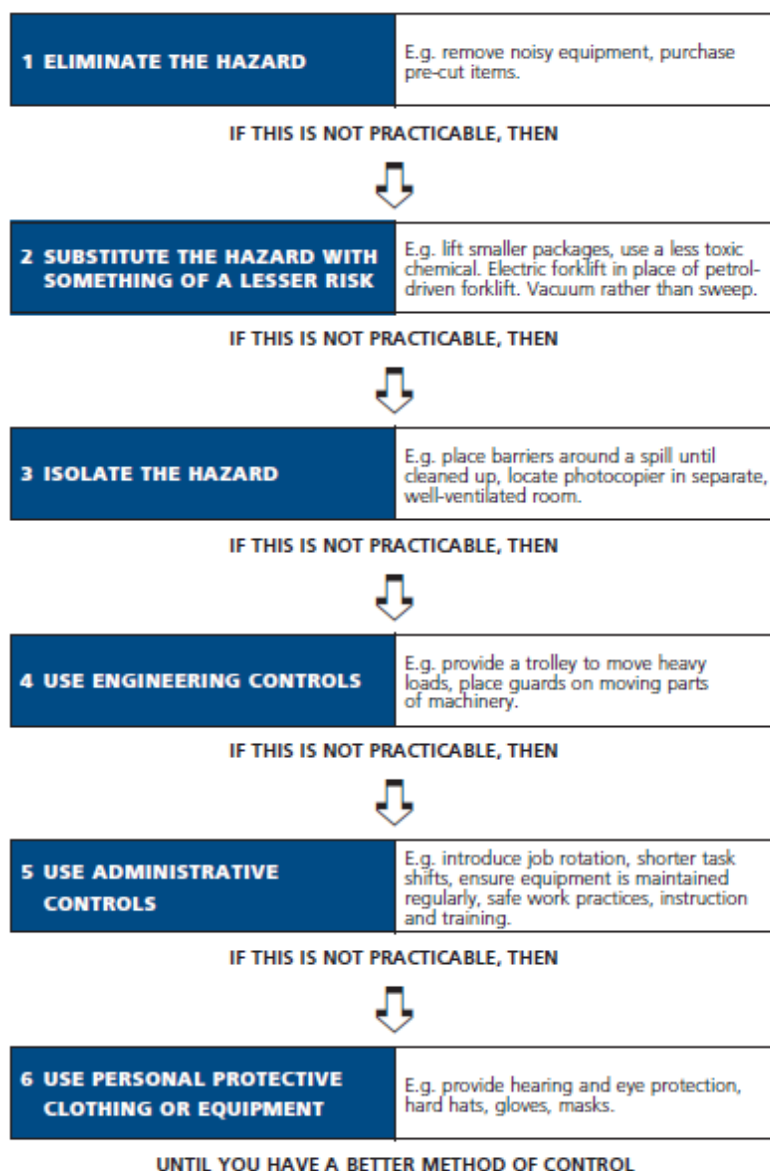 1 ELIMINATE THE HAZARD
E.g. remove noisy equipment, purchase
pre-cut items.
IF THIS IS NOT PRACTICABLE, THEN
2 SUBSTITUTE THE HAZARD WITH
SOMETHING OF A LESSER RISK
E.g. lift smaller packages, use a less toxic
chemical. Electric forklift in place of petrol-
driven forklift. Vacuum rather than sweep.
IF THIS IS NOT PRACTICABLE, THEN
3 ISOLATE THE HAZARD
E.g. place barriers around a spill until
cleaned up, locate photocopier in separate,
well-ventilated room.
IF THIS IS NOT PRACTICABLE, THEN
4 USE ENGINEERING CONTROLS
E.g. provide a trolley to move heavy
loads, place guards on moving parts
of machinery.
IF THIS IS NOT PRACTICABLE, THEN
5 USE ADMINISTRATIVE
CONTROLS
E.g. introduce job rotation, shorter task
shifts, ensure equipment is maintained
regularly, safe work practices, instruction
and training.
IF THIS IS NOT PRACTICABLE, THEN
6 USE PERSONAL PROTECTIVE
CLOTHING OR EQUIPMENT
E.g. provide hearing and eye protection,
hard hats, gloves, masks.
UNTIL YOU HAVE A BETTER METHOD OF CONTROL